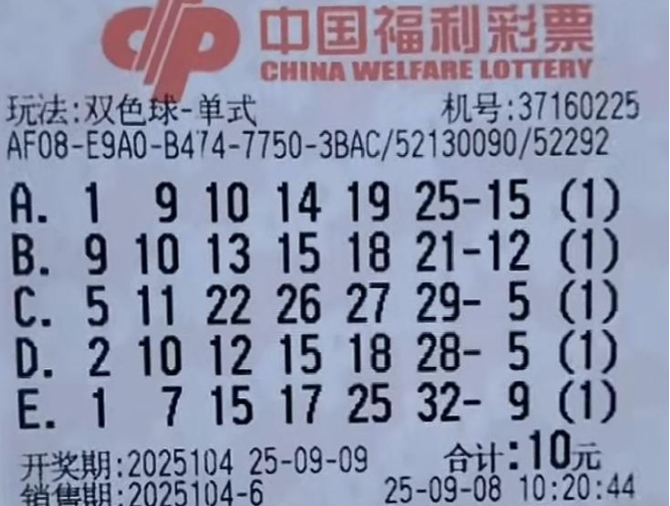 中国福利彩票
CHINA WELFARE LOTTERY
玩法:双色球-单式 机号:37160225
AF08-E9A0-B474-7750-3BAC/52130090/52292
A. 1 9 10 14 19 25-15 (1)
B. 9 10 13 15 18 21-12 (1)
C. 5 11 22 26 27 29- 5 (1)
D. 2 10 12 15 18 28- 5 (1)
E. 1 7 15 17 25 32- 9 (1)
开奖期:2025104 25-09-09 合计:10元
销售期:2025104-6 25-09-08 10:20:44